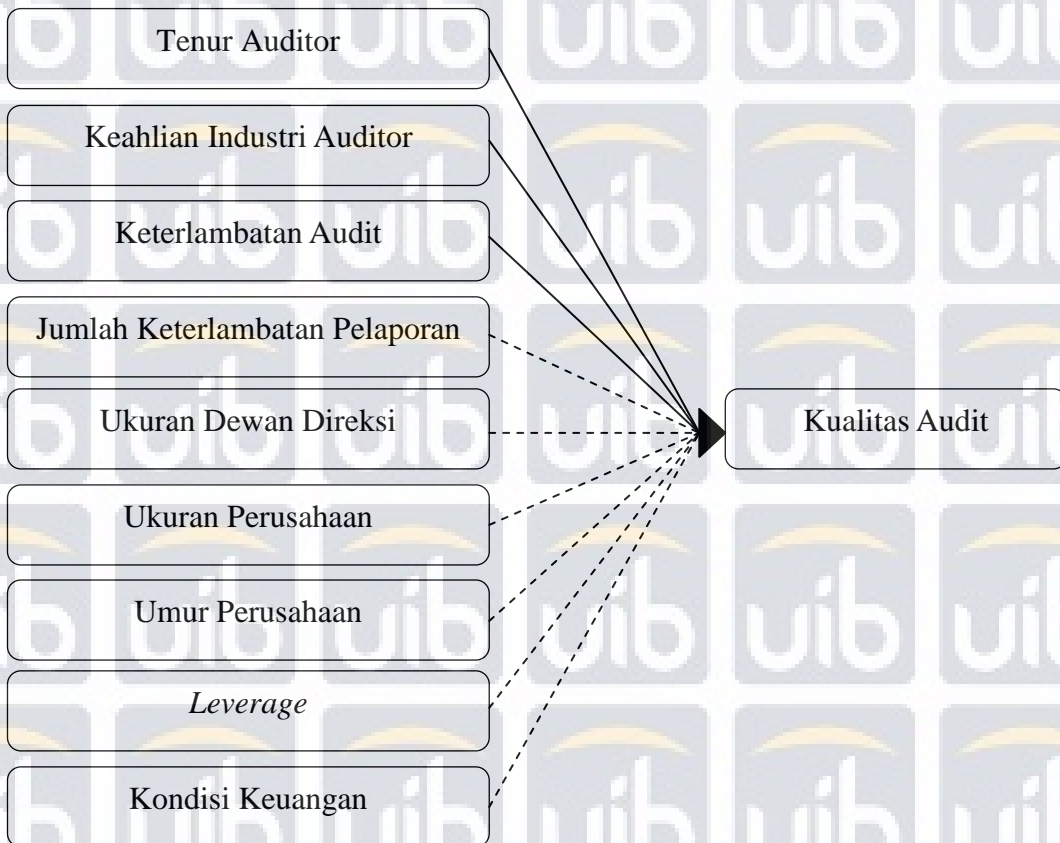 Tenur Auditor
Keahlian Industri Auditor
Keterlambatan Audit
Jumlah Keterlambatan Pelaporan
Ukuran Dewan Direksi
Kualitas Audit
Ukuran Perusahaan
Umur Perusahaan
Leverage
Kondisi Keuangan
uib